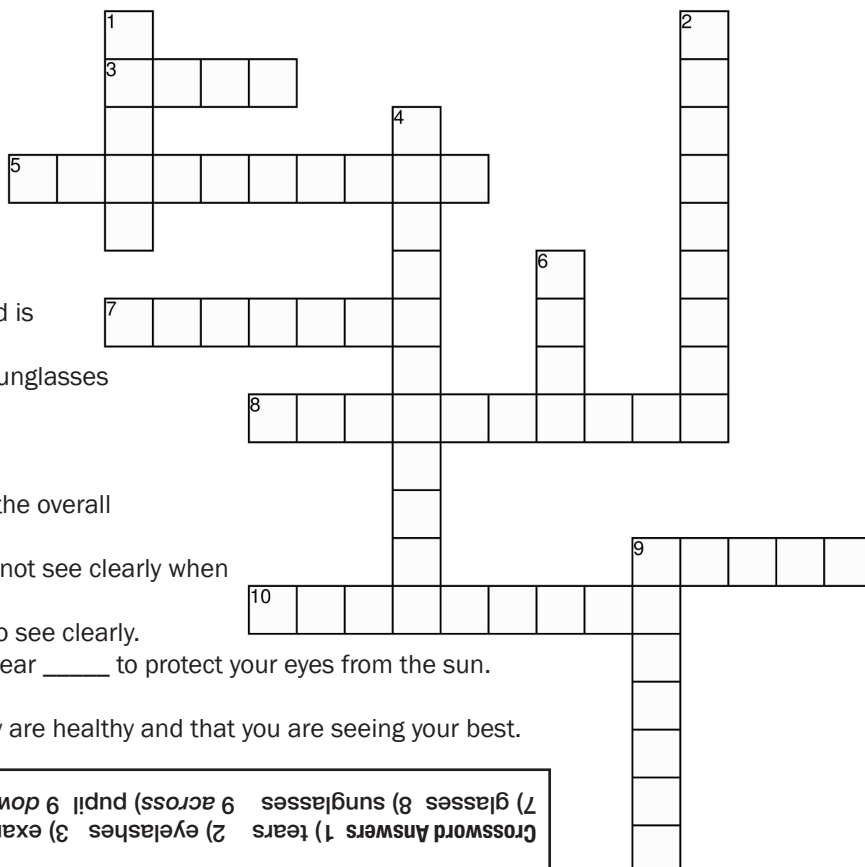 1
2
3
4
5
6
7
d is
unglasses
8
the overall
9
not see clearly when
10
o see clearly.
ear _____ to protect your eyes from the sun.
y are healthy and that you are seeing your best.
Crossword Answers 1) tears 2) eyelashes 3) exa
7) glasses 8) sunglasses 9 across) pupil 9 dow